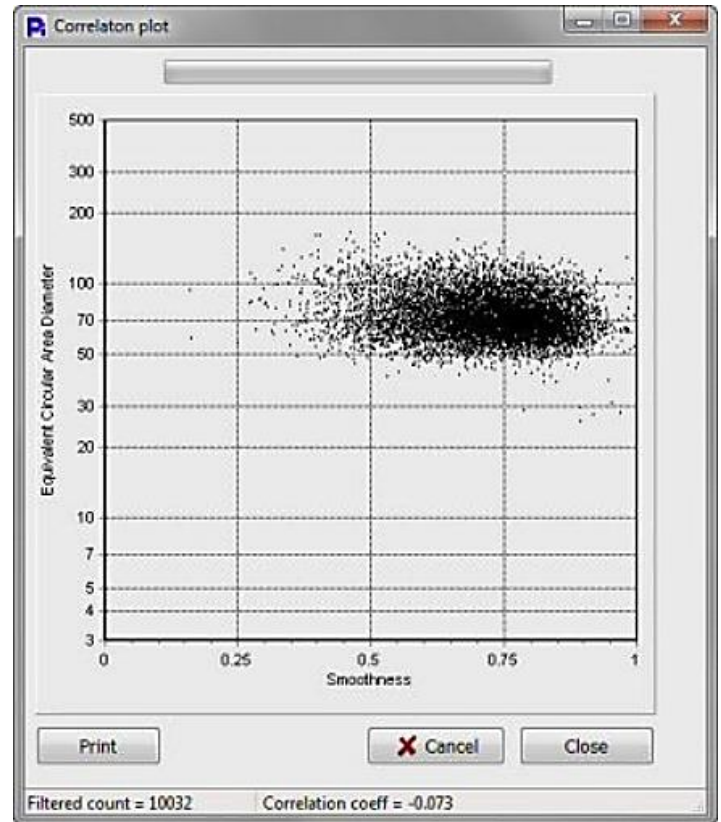 Correlaton plot
500
300
200
100
70
50
30
20
10
7
5
4
3
Equivalent Circular Area Diameter
0 0.25 0.5 0.75 1
Smoothness
Print Cancel Close
Filtered count = 10032 Correlation coeff = -0.073